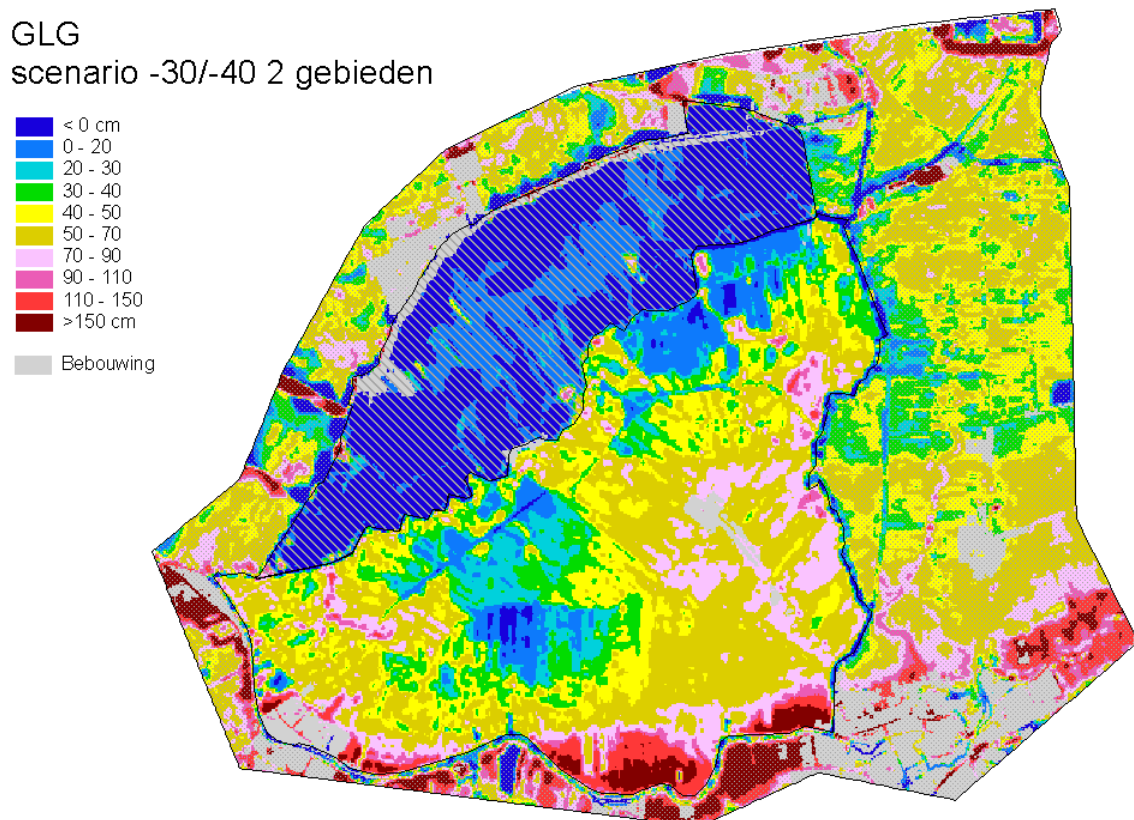 GLG
scenario -30/-40 2 gebieden
< 0 cm
0 - 20
20 - 30
30 - 40
40 - 50
50 - 70
70 - 90
90 - 110
110 - 150
>150 cm
Bebouwing